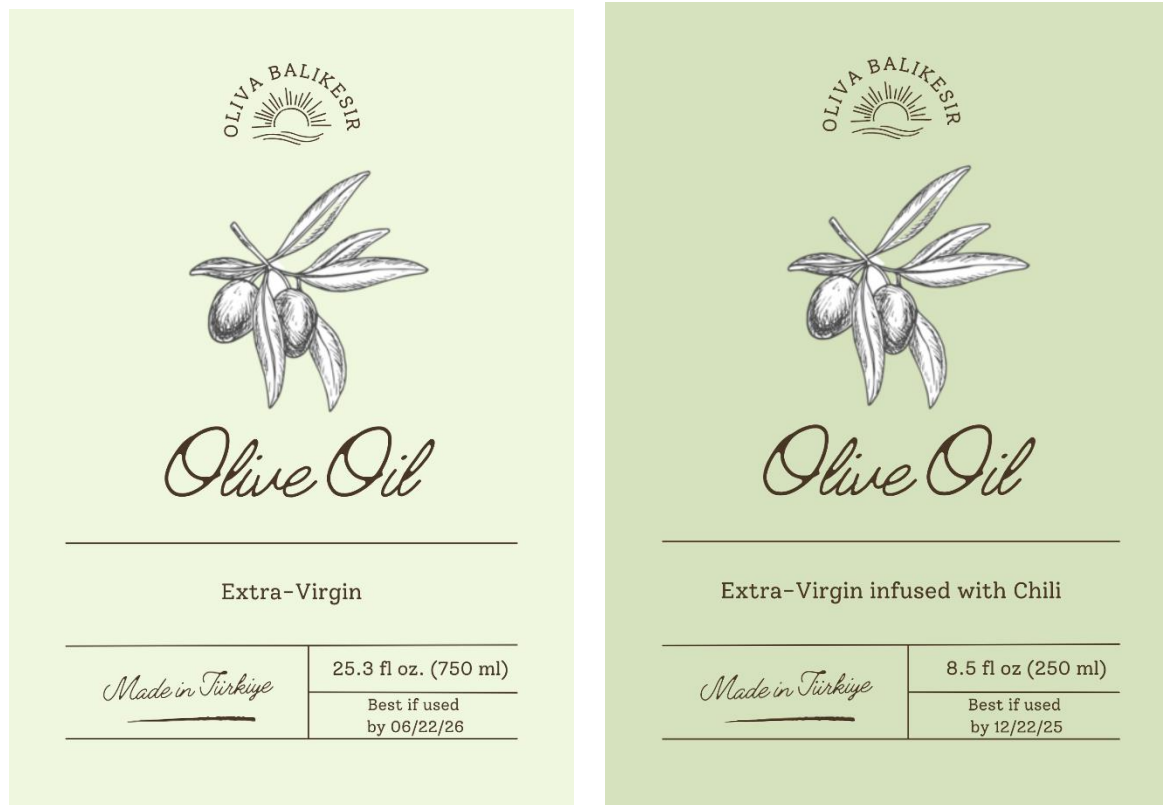 OLIVA BALIKESIR
Olive Oil
Extra-Virgin
Made in Türkiye
25.3 fl oz. (750 ml)
Best if used
by 06/22/26
OLIVA BALIKESIR
Olive Oil
Extra-Virgin infused with Chili
Made in Türkiye
8.5 fl oz (250 ml)
Best if used
by 12/22/25